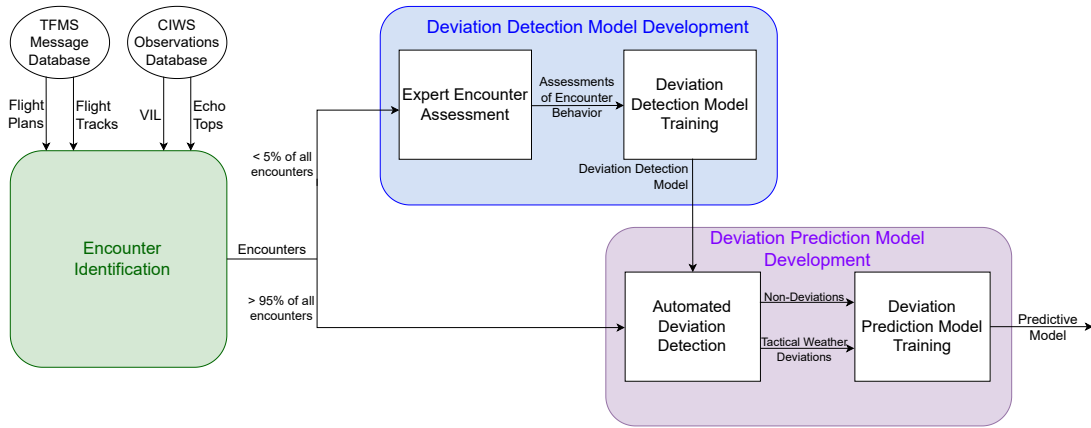 TFMS
Message
Database
CIWS
Observations
Database
Flight
Plans
Flight
Tracks
VIL
Echo
Tops
Encounter
Identification
Encounters
< 5% of all
encounters
> 95% of all
encounters
Deviation Detection Model Development
Expert Encounter
Assessment
Assessments
of Encounter
Behavior
Deviation
Detection Model
Training
Deviation Detection
Model
Deviation Prediction Model
Development
Automated
Deviation
Detection
Non-Deviations
Tactical Weather
Deviations
Deviation
Prediction Model
Training
Predictive
Model